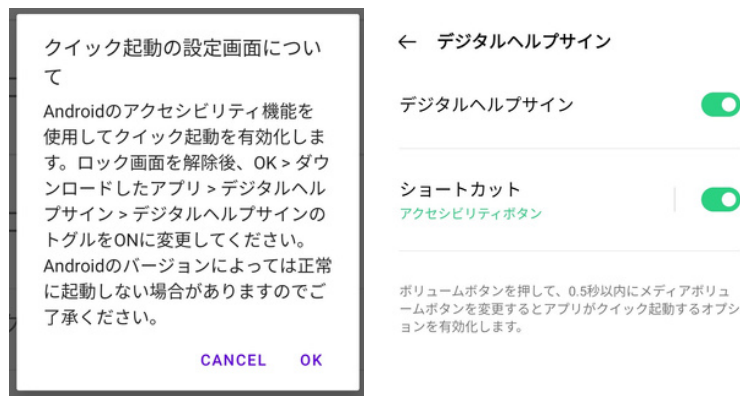 クイック起動の設定画面につい
て
Androidのアクセシビリティ機能を
使用してクイック起動を有効化しま
す。ロック画面を解除後、OK > ダウ
ンロードしたアプリ > デジタルヘル
プサイン > デジタルヘルプサインの
トグルをONに変更してください。
Androidのバージョンによっては正常
に起動しない場合がありますのでご
了承ください。
CANCEL OK
← デジタルヘルプサイン
デジタルヘルプサイン
ショートカット
アクセシビリティボタン
ボリュームボタンを押して、0.5秒以内にメディアボリュ
ームボタンを変更するとアプリがクイック起動するオプシ
ョンを有効化します。